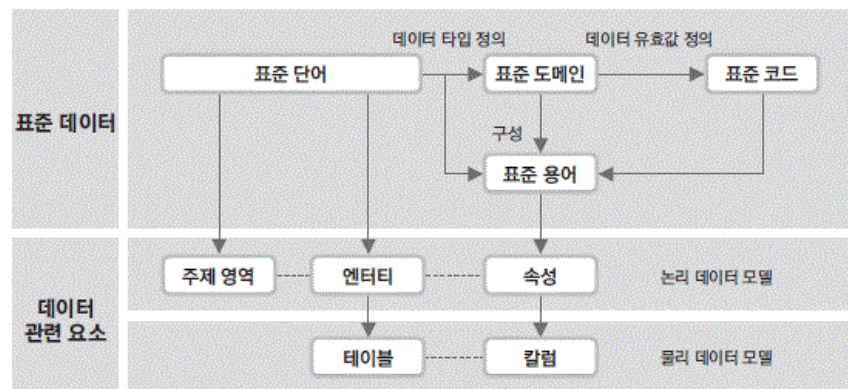 데이터 타입 정의
데이터 유효값 정의
표준 단어
표준 도메인
표준 코드
표준 데이터
구성
표준 용어
주제 영역
엔터티
속성
논리 데이터 모델
데이터
관련 요소
테이블
칼럼
물리 데이터 모델